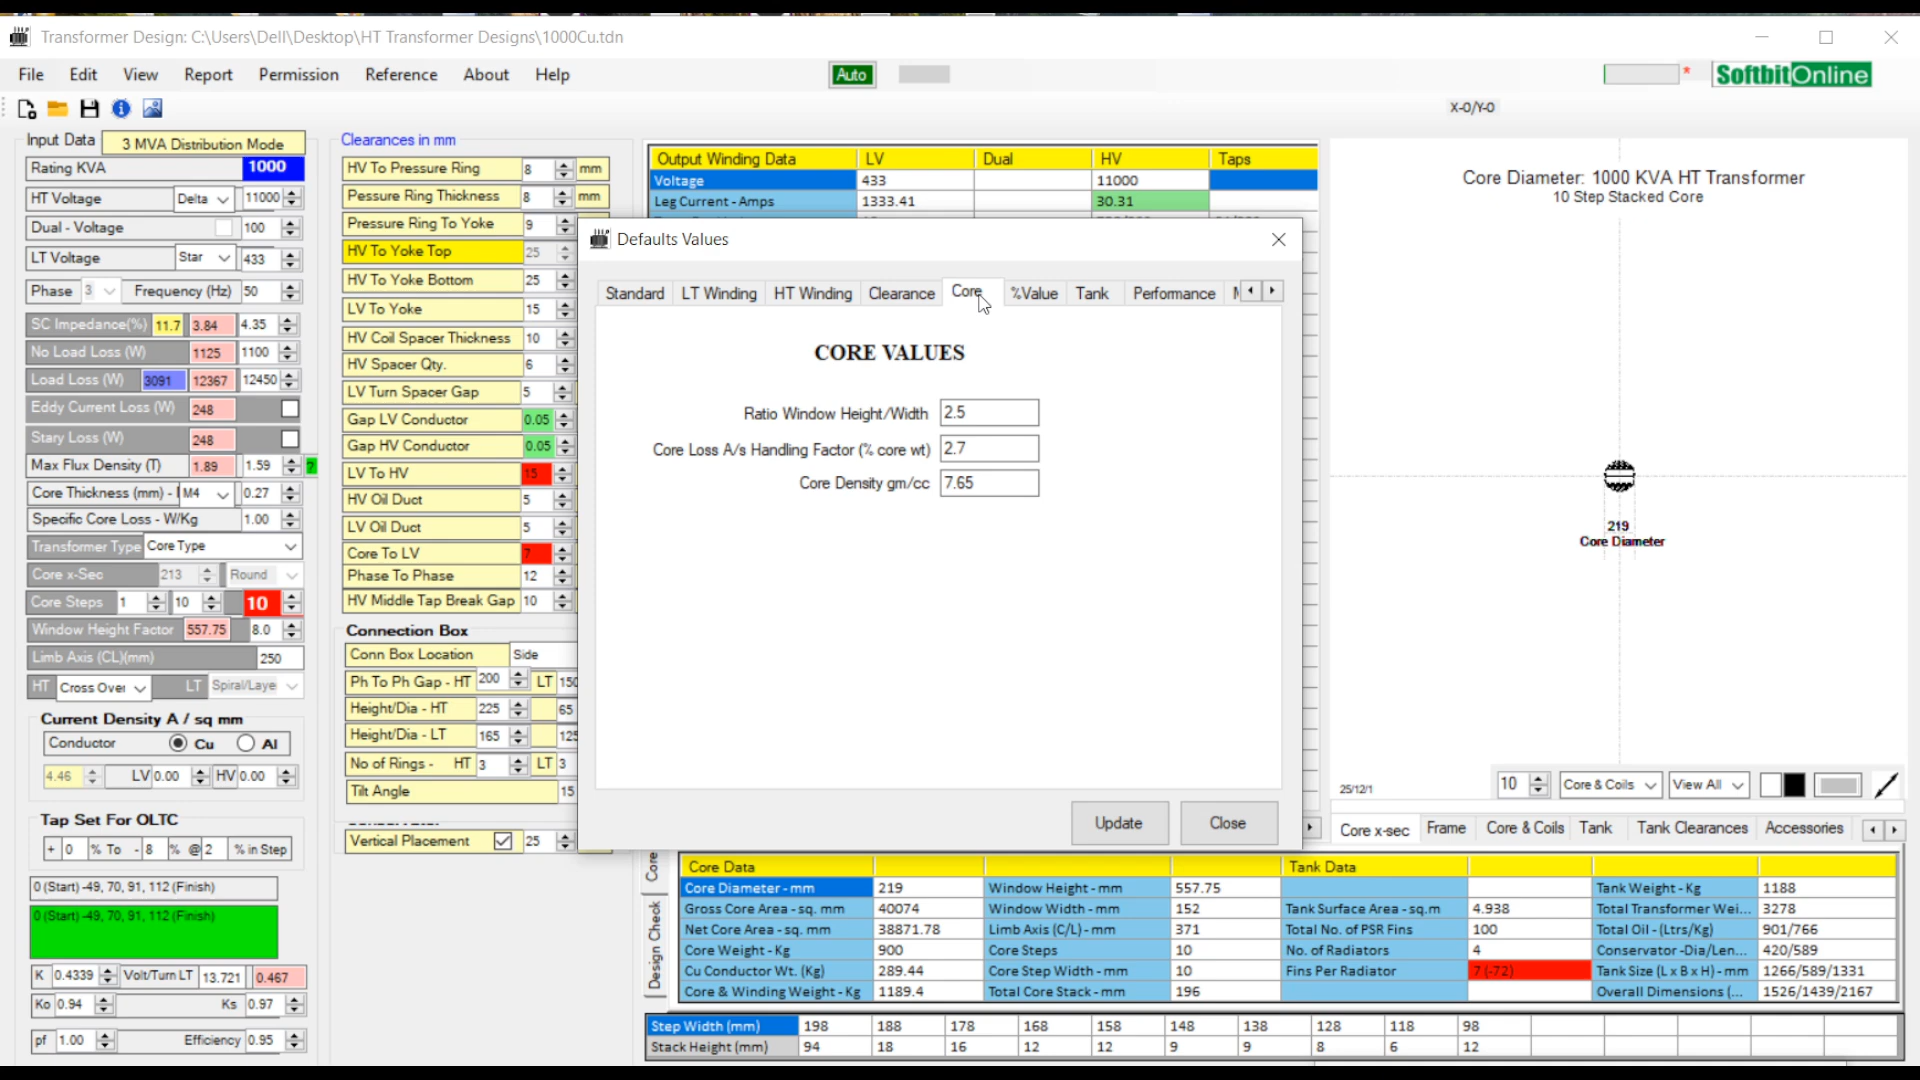 Transformer Design: C:\Users\Dell\Desktop\HT Transformer Designs\1000Cu.tdn
File Edit View Report Permission Reference About Help Auto * SoftbitOnline
X-0/Y-0
Input Data 3 MVA Distribution Mode
Rating KVA 1000
HT Voltage Delta 11000
Dual - Voltage 100
LT Voltage Star 433
Phase 3 Frequency (Hz) 50
SC Impedance(%) 11.7 3.84 4.35
No Load Loss (W) 1125 1100
Load Loss (W) 3091 12367 12450
Eddy Current Loss (W) 248
Stary Loss (W) 248
Max Flux Density (T) 1.89 1.59 ?
Core Thickness (mm) - M4 0.27
Specific Core Loss - W/Kg 1.00
Transformer Type Core Type
Core x-Sec 213 Round
Core Steps 1 10 10
Window Height Factor 557.75 8.0
Limb Axis (CL)(mm) 250
HT Cross Over LT Spiral/Laye
Current Density A / sq mm
Conductor Cu Al
4.46 LV 0.00 HV 0.00
Tap Set For OLTC
+ 0 % To - 8 % @ 2 % in Step
0 (Start) -49, 70, 91, 112 (Finish)
0 (Start) -49, 70, 91, 112 (Finish)
K 0.4339 Volt/Turn LT 13.721 0.467
Ko 0.94 Ks 0.97
pf 1.00 Efficiency 0.95
Clearances in mm
HV To Pressure Ring 8 mm
Pessure Ring Thickness 8 mm
Pressure Ring To Yoke 9
HV To Yoke Top 25
HV To Yoke Bottom 25
LV To Yoke 15
HV Coil Spacer Thickness 10
HV Spacer Qty. 6
LV Turn Spacer Gap 5
Gap LV Conductor 0.05
Gap HV Conductor 0.05
LV To HV 15
HV Oil Duct 5
LV Oil Duct 5
Core To LV 7
Phase To Phase 12
HV Middle Tap Break Gap 10
Connection Box
Conn Box Location Side
Ph To Ph Gap - HT 200 LT 150
Height/Dia - HT 225 65
Height/Dia - LT 165 125
No of Rings - HT 3 LT 3
Tilt Angle 15
Vertical Placement 25
Output Winding Data LV Dual HV Taps
Voltage 433 11000
Leg Current - Amps 1333.41 30.31
Defaults Values
Standard LT Winding HT Winding Clearance Core %Value Tank Performance
CORE VALUES
Ratio Window Height/Width 2.5
Core Loss A/s Handling Factor (% core wt) 2.7
Core Density gm/cc 7.65
Update Close
Core Diameter: 1000 KVA HT Transformer
10 Step Stacked Core
219
Core Diameter
25/12/1 10 Core & Coils View All
Core x-sec Frame Core & Coils Tank Tank Clearances Accessories
Core
Design Check
Core Data Tank Data
Core Diameter - mm 219 Window Height - mm 557.75 Tank Weight - Kg 1188
Gross Core Area - sq. mm 40074 Window Width - mm 152 Tank Surface Area - sq.m 4.938 Total Transformer Wei... 3278
Net Core Area - sq. mm 38871.78 Limb Axis (C/L) - mm 371 Total No. of PSR Fins 100 Total Oil - (Ltrs/Kg) 901/766
Core Weight - Kg 900 Core Steps 10 No. of Radiators 4 Conservator -Dia/Len... 420/589
Cu Conductor Wt. (Kg) 289.44 Core Step Width - mm 10 Fins Per Radiator 7 (-72) Tank Size (L x B x H) - mm 1266/589/1331
Core & Winding Weight - Kg 1189.4 Total Core Stack - mm 196 Overall Dimensions (... 1526/1439/2167
Step Width (mm) 198 188 178 168 158 148 138 128 118 98
Stack Height (mm) 94 18 16 12 12 9 9 8 6 12